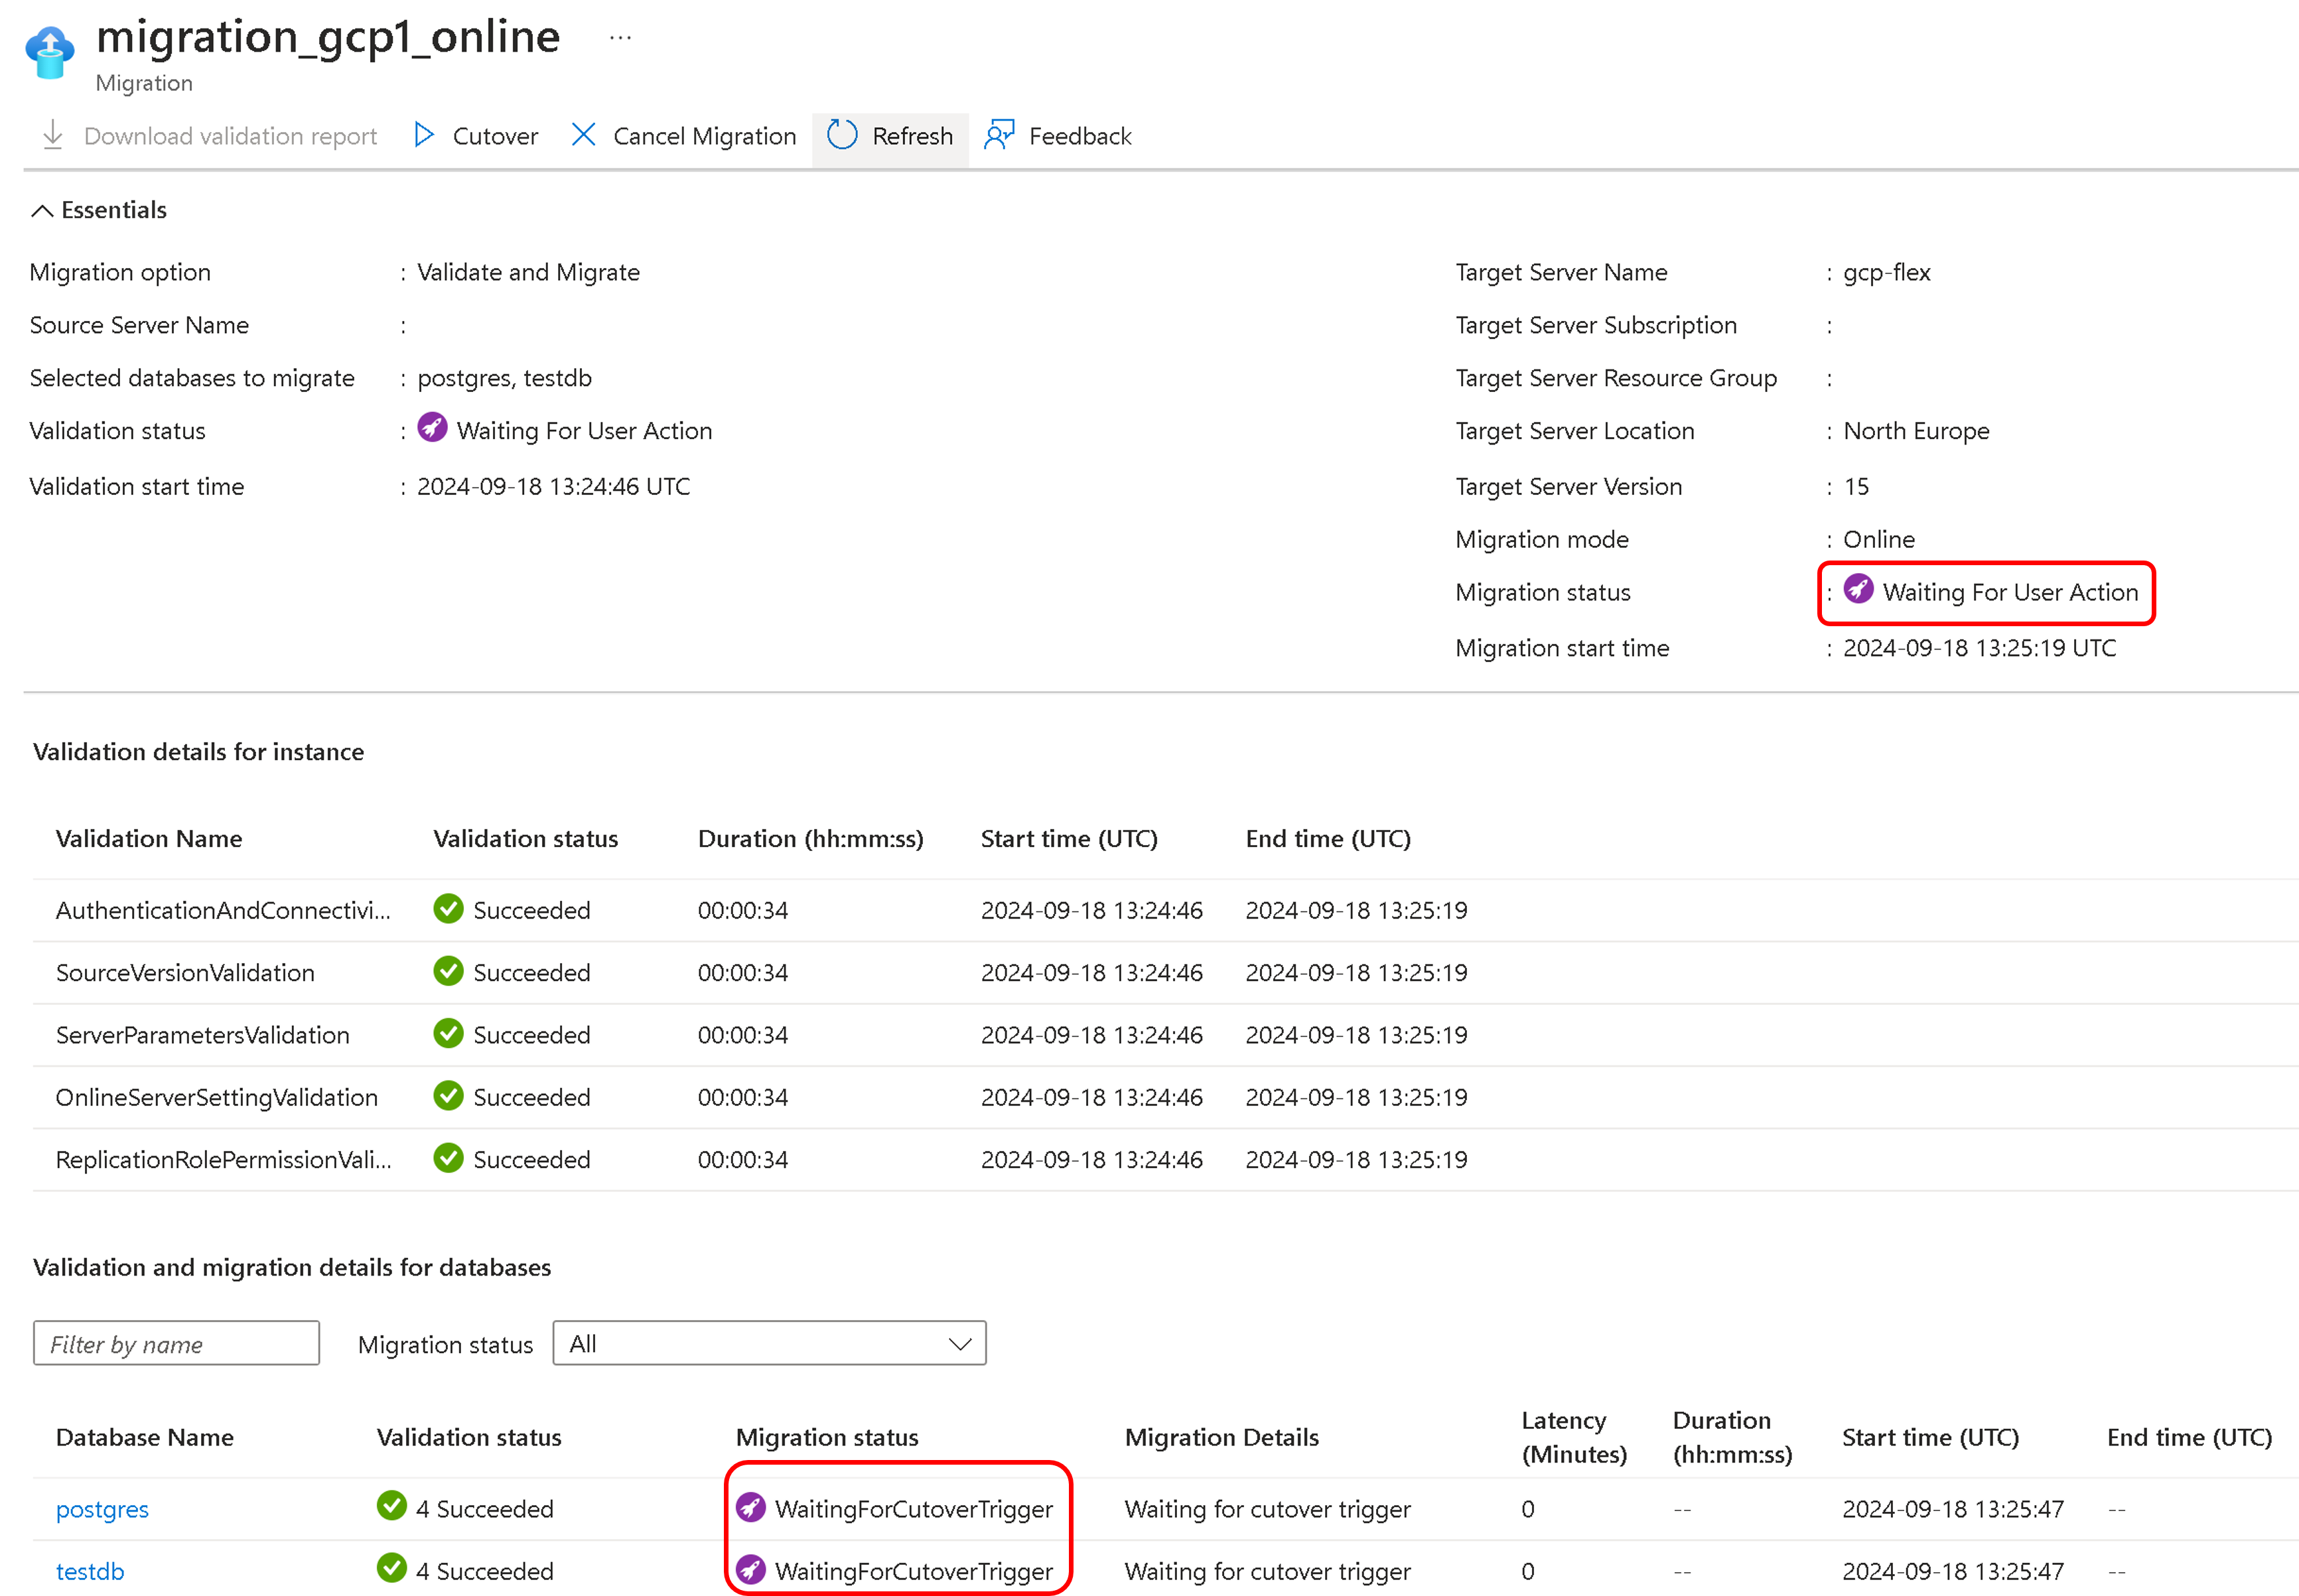 migration_gcp1_online ...
Migration
Download validation report Cutover Cancel Migration Refresh Feedback
Essentials
Migration option : Validate and Migrate
Source Server Name :
Selected databases to migrate : postgres, testdb
Validation status : Waiting For User Action
Validation start time : 2024-09-18 13:24:46 UTC
Target Server Name : gcp-flex
Target Server Subscription :
Target Server Resource Group :
Target Server Location : North Europe
Target Server Version : 15
Migration mode : Online
Migration status : Waiting For User Action
Migration start time : 2024-09-18 13:25:19 UTC
Validation details for instance
Validation Name Validation status Duration (hh:mm:ss) Start time (UTC) End time (UTC)
AuthenticationAndConnectivi... Succeeded 00:00:34 2024-09-18 13:24:46 2024-09-18 13:25:19
SourceVersionValidation Succeeded 00:00:34 2024-09-18 13:24:46 2024-09-18 13:25:19
ServerParametersValidation Succeeded 00:00:34 2024-09-18 13:24:46 2024-09-18 13:25:19
OnlineServerSettingValidation Succeeded 00:00:34 2024-09-18 13:24:46 2024-09-18 13:25:19
ReplicationRolePermissionVali... Succeeded 00:00:34 2024-09-18 13:24:46 2024-09-18 13:25:19
Validation and migration details for databases
Filter by name Migration status All
Database Name Validation status Migration status Migration Details Latency (Minutes) Duration (hh:mm:ss) Start time (UTC) End time (UTC)
postgres 4 Succeeded WaitingForCutoverTrigger Waiting for cutover trigger 0 -- 2024-09-18 13:25:47 --
testdb 4 Succeeded WaitingForCutoverTrigger Waiting for cutover trigger 0 -- 2024-09-18 13:25:47 --